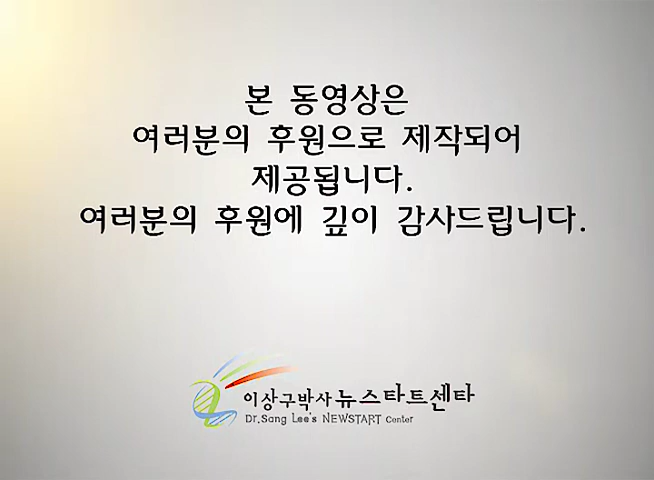 본 동영상은
여러분의 후원으로 제작되어
제공됩니다.
여러분의 후원에 깊이 감사드립니다.
이상구박사 뉴스타트센타
Dr.Sang Lee's NEWSTART Center